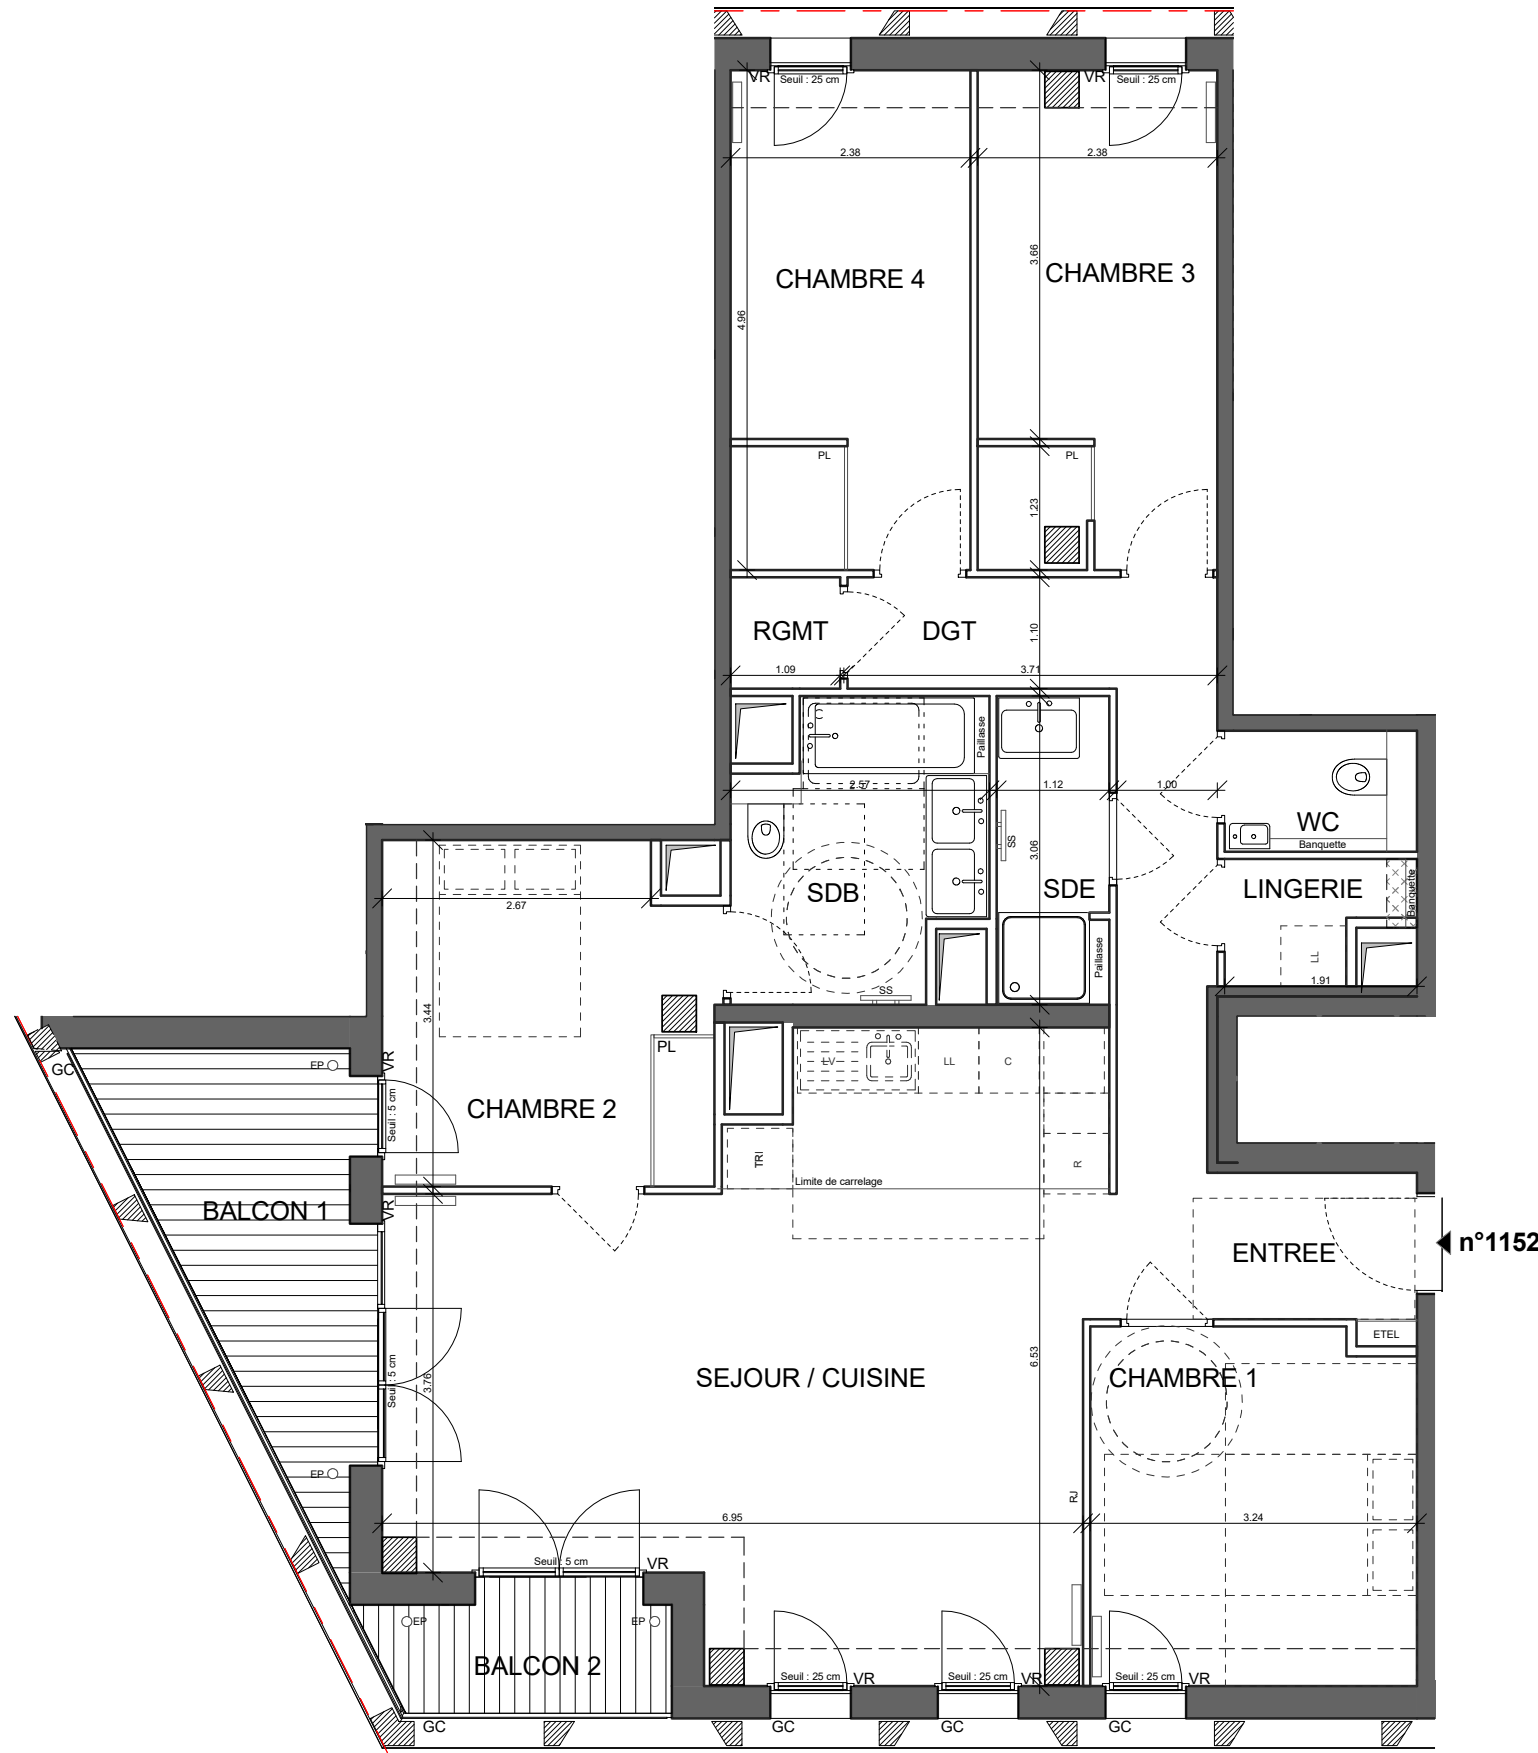 VR
Seuil : 25 cm
VR
Seuil : 25 cm
2.38
2.38
3.66
CHAMBRE 4
CHAMBRE 3
4.96
PL
PL
1.23
RGMT
DGT
1.10
1.09
3.71
C
Paillasse
2.57
1.12
1.00
WC
Banquette
SS
3.06
SDB
SDE
LINGERIE
Banquette
2.67
LL
Paillasse
1.91
SS
3.44
PL
LV
LL
C
EP
GC
VR
Seuil : 5 cm
CHAMBRE 2
TRI
R
Limite de carrelage
BALCON 1
VR
ENTREE
n°1152
ETEL
6.53
SEJOUR / CUISINE
CHAMBRE 1
Seuil : 5 cm
3.76
EP
RJ
6.95
3.24
Seuil : 5 cm
VR
EP
EP
BALCON 2
Seuil : 25 cm
VR
Seuil : 25 cm
VR
Seuil : 25 cm
VR
GC
GC
GC
GC